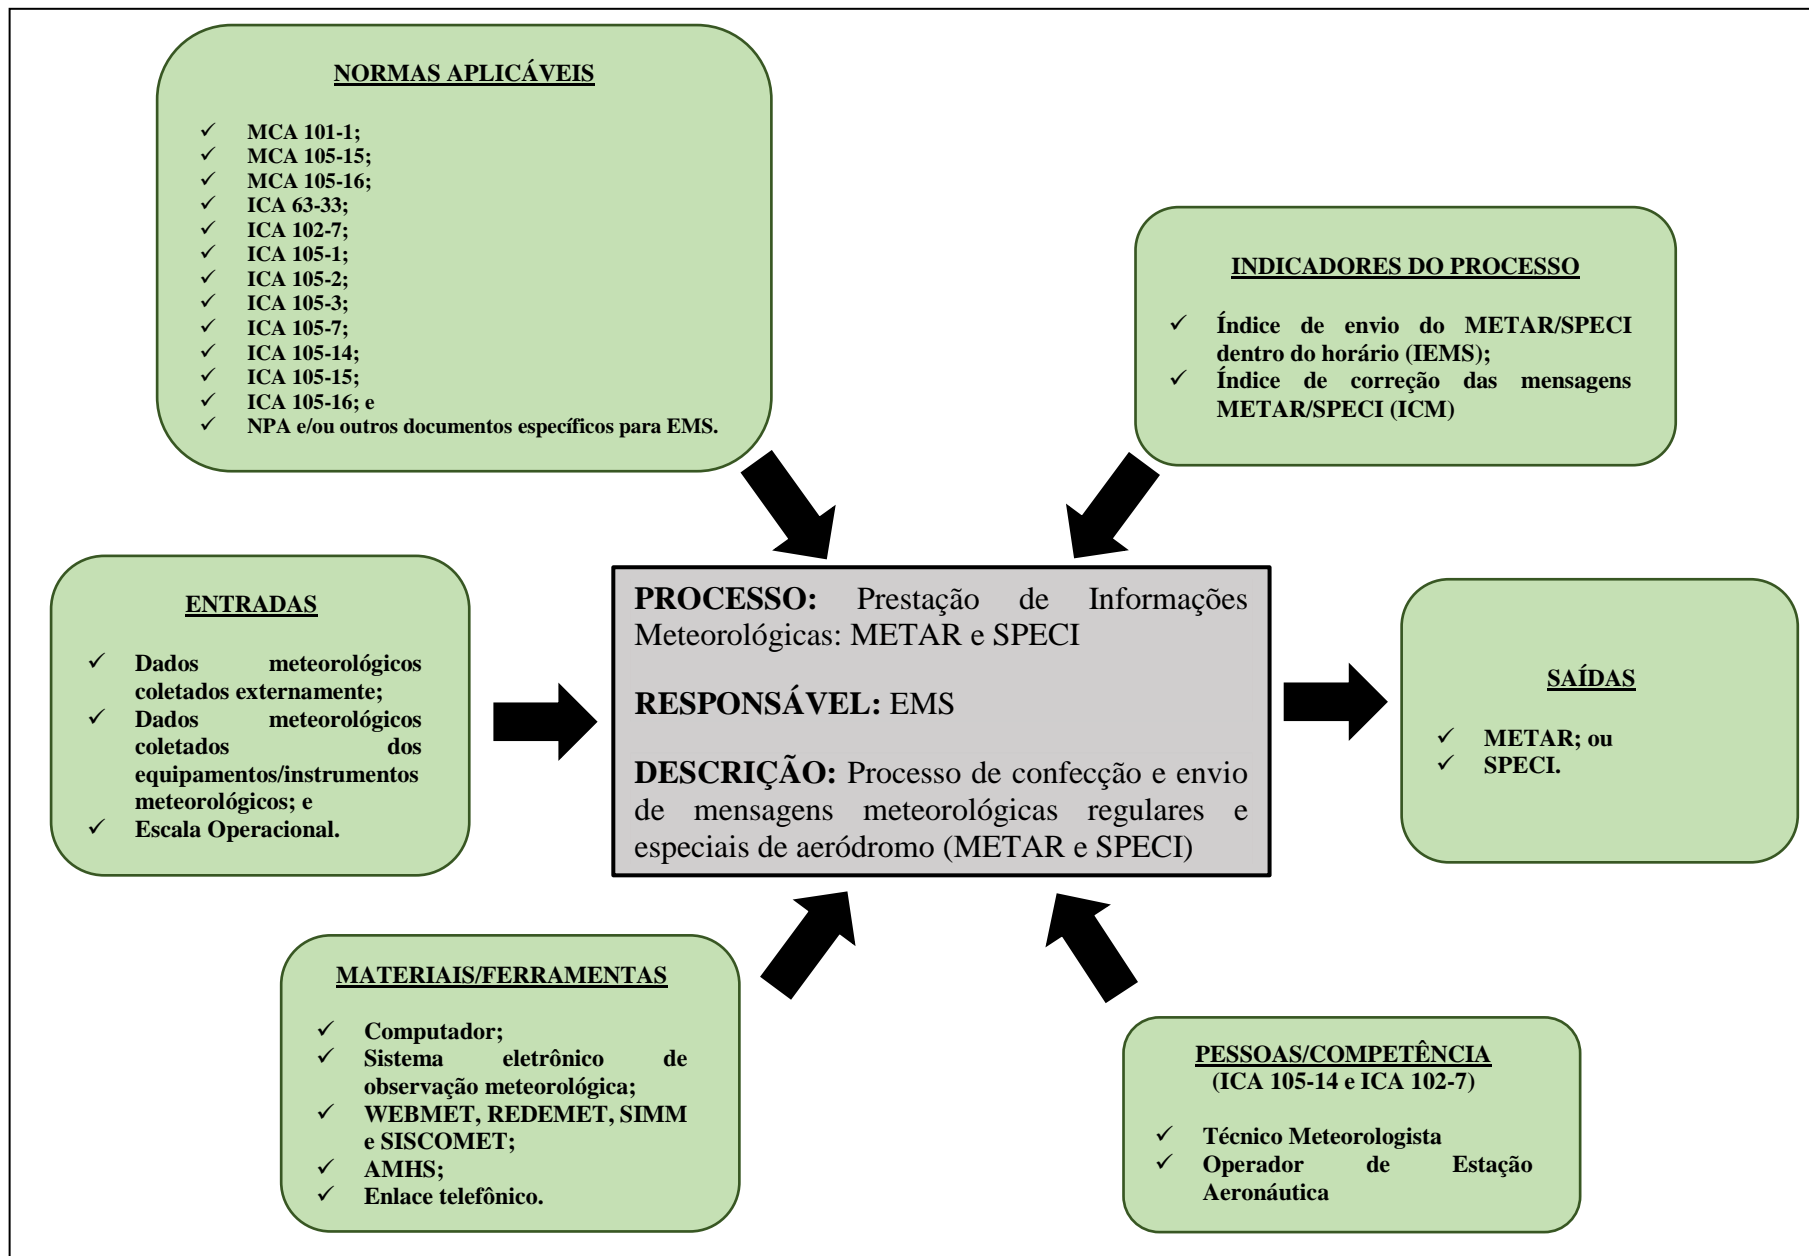 NORMAS APLICÁVEIS
✓ MCA 101-1;
✓ MCA 105-15;
✓ MCA 105-16;
✓ ICA 63-33;
✓ ICA 102-7;
✓ ICA 105-1;
✓ ICA 105-2;
✓ ICA 105-3;
✓ ICA 105-7;
✓ ICA 105-14;
✓ ICA 105-15;
✓ ICA 105-16; e
✓ NPA e/ou outros documentos específicos para EMS.
INDICADORES DO PROCESSO
✓ Índice de envio do METAR/SPECI
dentro do horário (IEMS);
✓ Índice de correção das mensagens
METAR/SPECI (ICM)
ENTRADAS
✓ Dados meteorológicos
coletados externamente;
✓ Dados meteorológicos
coletados dos
equipamentos/instrumentos
meteorológicos; e
✓ Escala Operacional.
PROCESSO: Prestação de Informações
Meteorológicas: METAR e SPECI
RESPONSÁVEL: EMS
DESCRIÇÃO: Processo de confecção e envio
de mensagens meteorológicas regulares e
especiais de aeródromo (METAR e SPECI)
SAÍDAS
✓ METAR; ou
✓ SPECI.
MATERIAIS/FERRAMENTAS
✓ Computador;
✓ Sistema eletrônico de
observação meteorológica;
✓ WEBMET, REDEMET, SIMM
e SISCOMET;
✓ AMHS;
✓ Enlace telefônico.
PESSOAS/COMPETÊNCIA
(ICA 105-14 e ICA 102-7)
✓ Técnico Meteorologista
✓ Operador de Estação
Aeronáutica